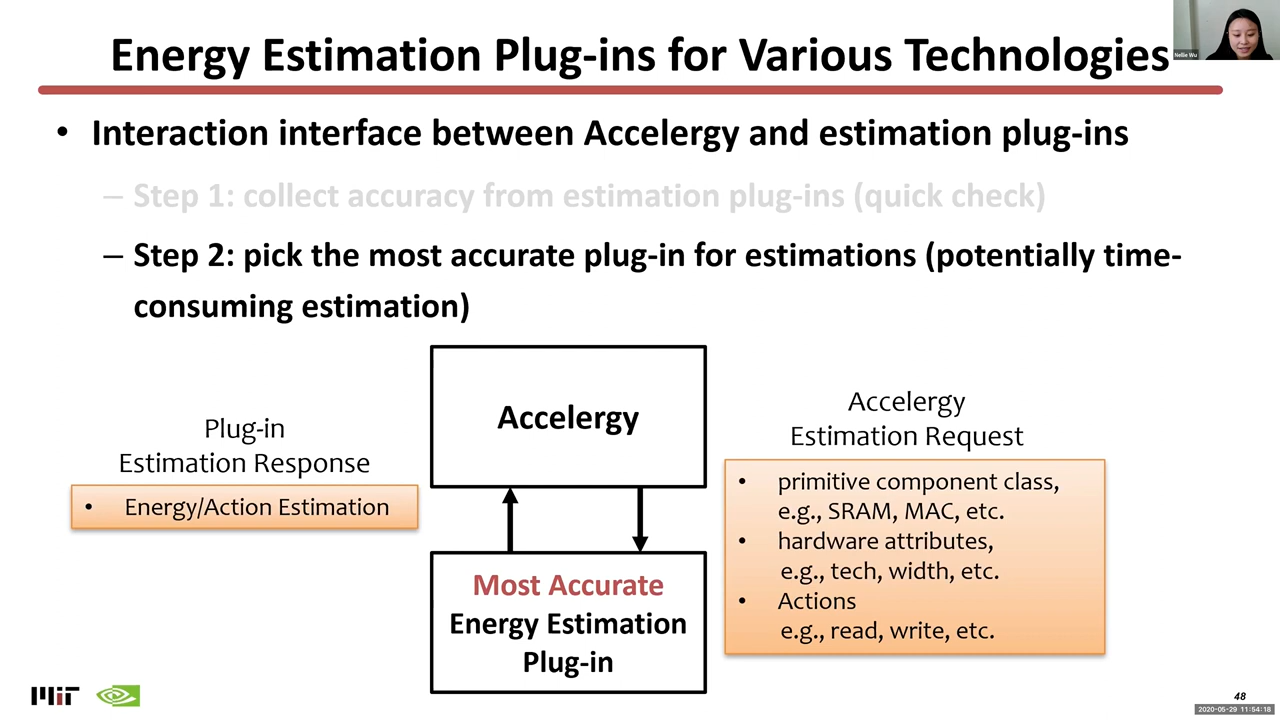 Energy Estimation Plug-ins for Various Technologies
Nellie Wu
• Interaction interface between Accelergy and estimation plug-ins
– Step 1: collect accuracy from estimation plug-ins (quick check)
– Step 2: pick the most accurate plug-in for estimations (potentially time-
consuming estimation)
Plug-in
Estimation Response
• Energy/Action Estimation
Accelergy
Most Accurate
Energy Estimation
Plug-in
Accelergy
Estimation Request
• primitive component class,
e.g., SRAM, MAC, etc.
• hardware attributes,
e.g., tech, width, etc.
• Actions
e.g., read, write, etc.
MIT
48
2020-05-29 11:54:18